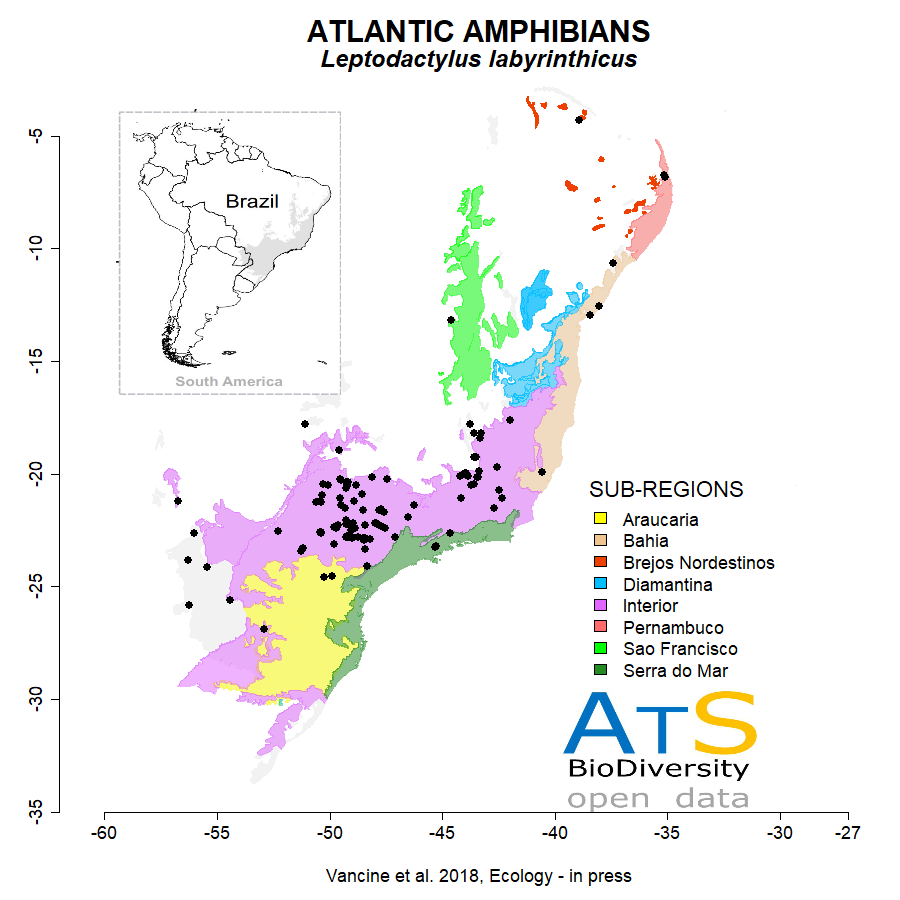 ATLANTIC AMPHIBIANS
Leptodactylus labyrinthicus
-5
-10
-15
-20
-25
-30
-35
Brazil
South America
SUB-REGIONS
Araucaria
Bahia
Brejos Nordestinos
Diamantina
Interior
Pernambuco
Sao Francisco
Serra do Mar
ATS
BioDiversity
open data
-60
-55
-50
-45
-40
-35
-30
-27
Vancine et al. 2018, Ecology - in press